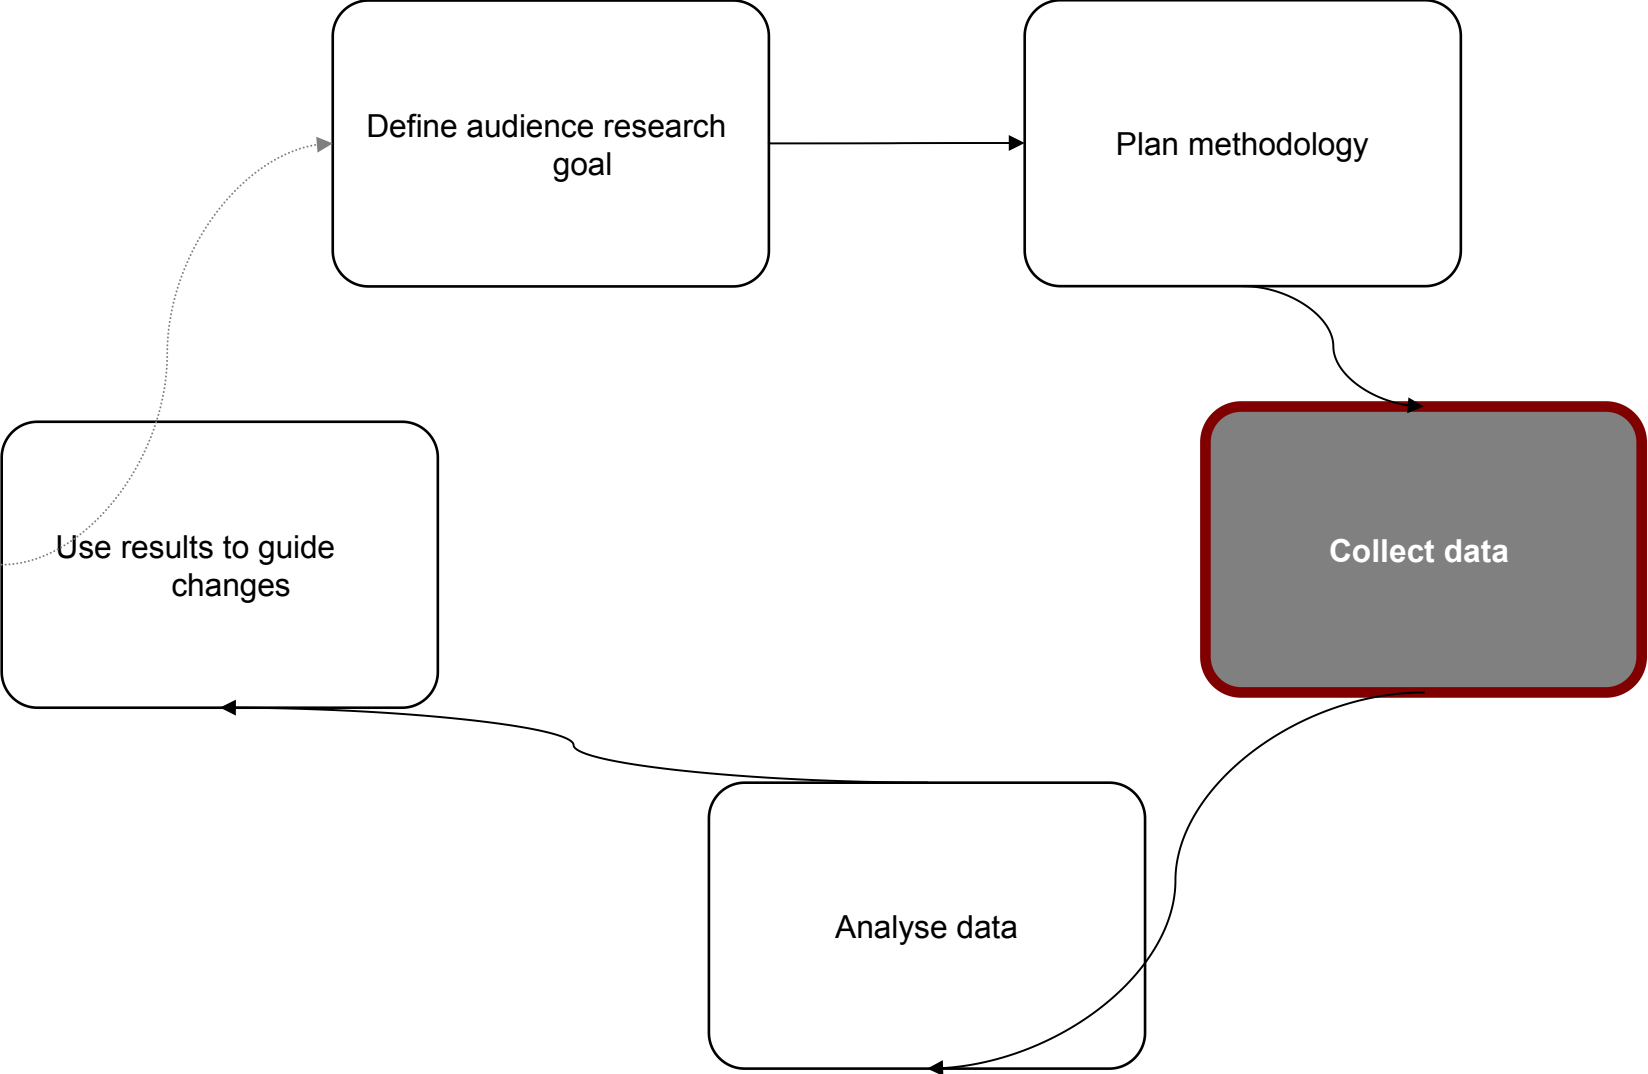 Define audience research
goal
Plan methodology
Collect data
Analyse data
Use results to guide
changes